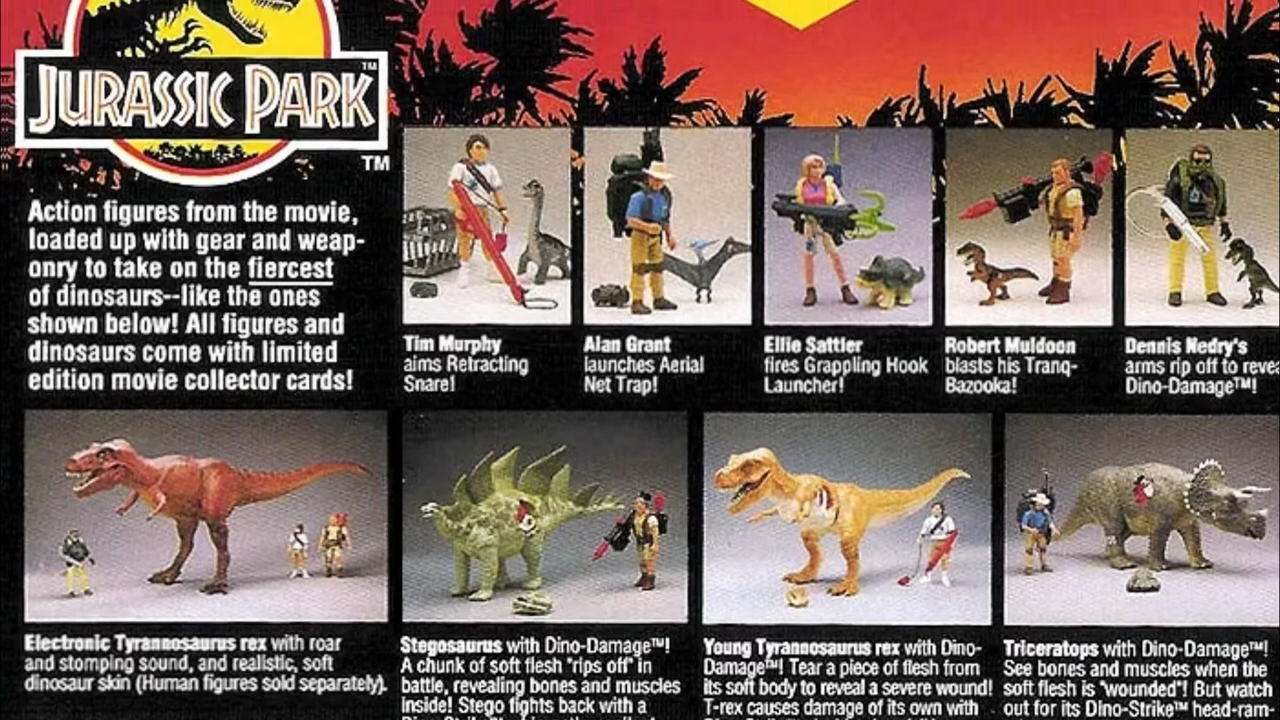 JURASSIC PARK™
™
Action figures from the movie,
loaded up with gear and weap-
onry to take on the fiercest
of dinosaurs--like the ones
shown below! All figures and
dinosaurs come with limited
edition movie collector cards!
Tim Murphy
aims Retracting
Snare!
Alan Grant
launches Aerial
Net Trap!
Ellie Sattler
fires Grappling Hook
Launcher!
Robert Muldoon
blasts his Tranq-
Bazooka!
Dennis Nedry's
arms rip off to revea
Dino-Damage™!
Electronic Tyrannosaurus rex with roar
and stomping sound, and realistic, soft
dinosaur skin (Human figures sold separately).
Stegosaurus with Dino-Damage™!
A chunk of soft flesh "rips off" in
battle, revealing bones and muscles
inside! Stego fights back with a
Young Tyrannosaurus rex with Dino-
Damage™! Tear a piece of flesh from
its soft body to reveal a severe wound!
T-rex causes damage of its own with
Triceratops with Dino-Damage™!
See bones and muscles when the
soft flesh is "wounded"! But watch
out for its Dino-Strike™ head-ram-